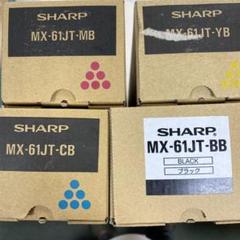 SHARP
MX-61JT-MB
SHARP
MX-61JT-YB
SHARP
MX-61JT-CB
SHARP
MX-61JT-BB
BLACK
ブラック